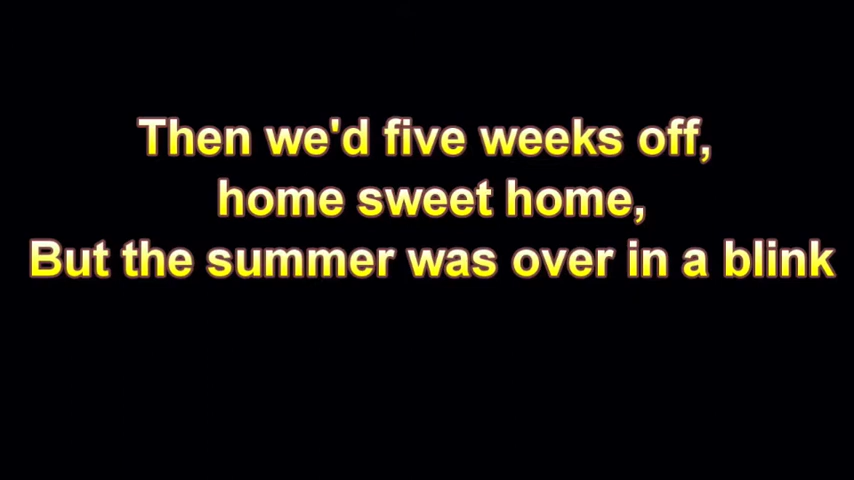 Then we'd five weeks off,
home sweet home,
But the summer was over in a blink